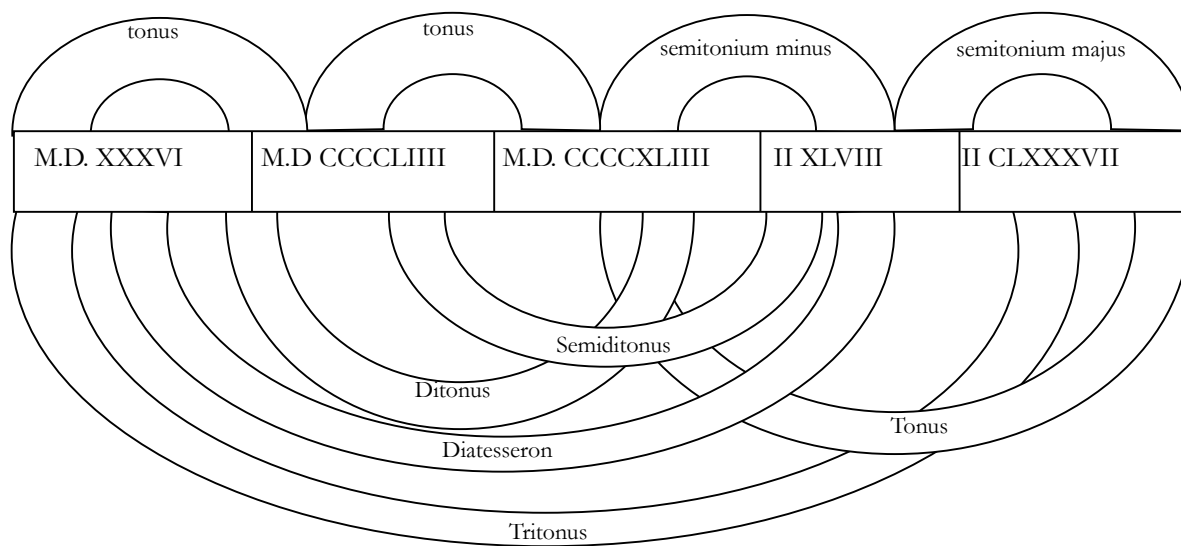 tonus
tonus
semitonium minus
semitonium majus
M.D. XXXVI
M.D CCCCLIIII
M.D. CCCCXLIIII
II XLVIII
II CLXXXVII
Semiditonus
Ditonus
Tonus
Diatesseron
Tritonus